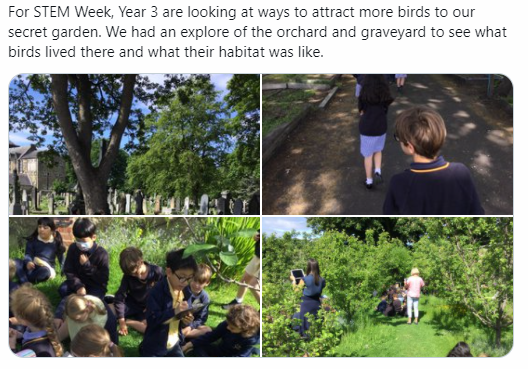 For STEM Week, Year 3 are looking at ways to attract more birds to our
secret garden. We had an explore of the orchard and graveyard to see what
birds lived there and what their habitat was like.